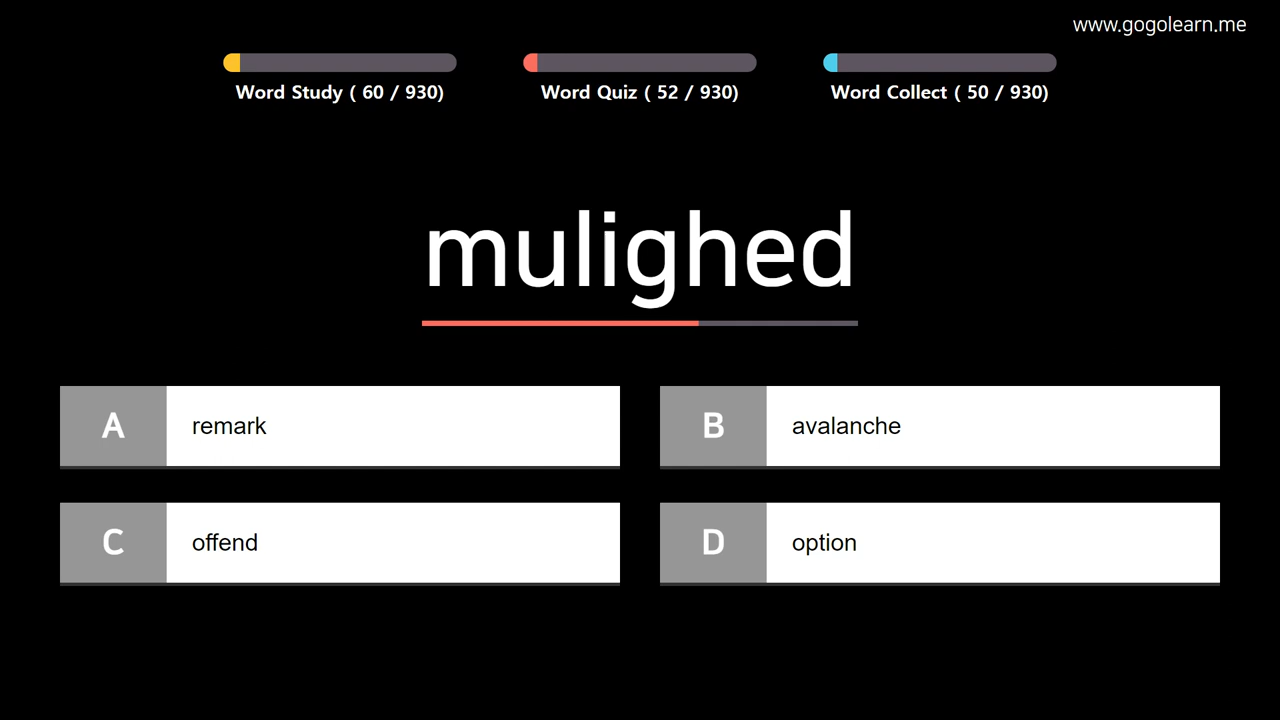 www.gogolearn.me
Word Study ( 60 / 930)
Word Quiz ( 52 / 930)
Word Collect ( 50 / 930)
mulighed
A remark
B avalanche
C offend
D option